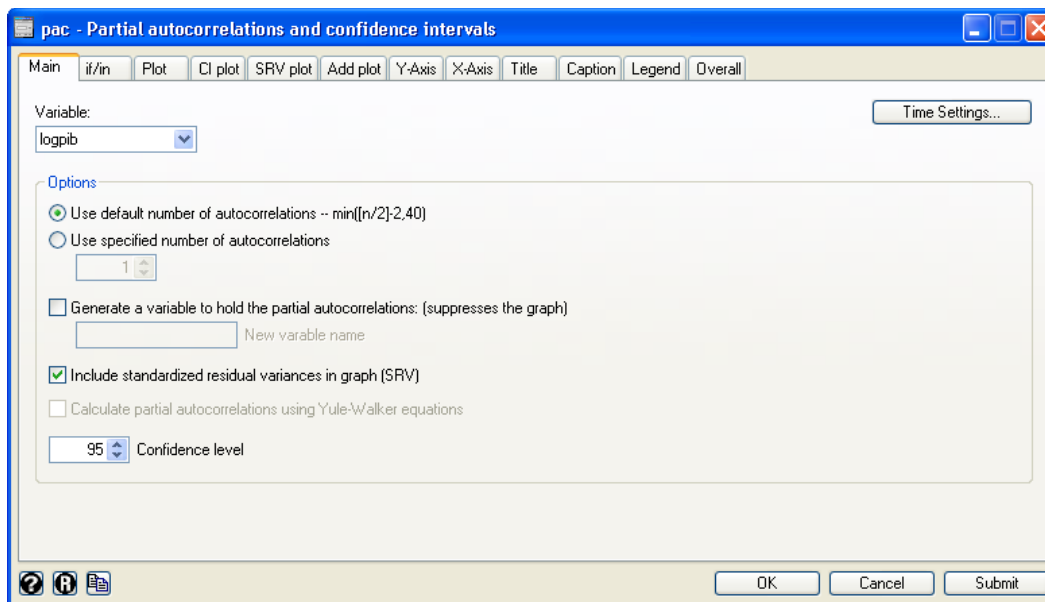 pac - Partial autocorrelations and confidence intervals
Main if/in Plot CI plot SRV plot Add plot Y-Axis X-Axis Title Caption Legend Overall
Variable:
Time Settings...
logpib
Options
Use default number of autocorrelations -- min([n/2]-2,40)
Use specified number of autocorrelations
1
Generate a variable to hold the partial autocorrelations: (suppresses the graph)
New varable name
Include standardized residual variances in graph (SRV)
Calculate partial autocorrelations using Yule-Walker equations
95 Confidence level
? R OK Cancel Submit